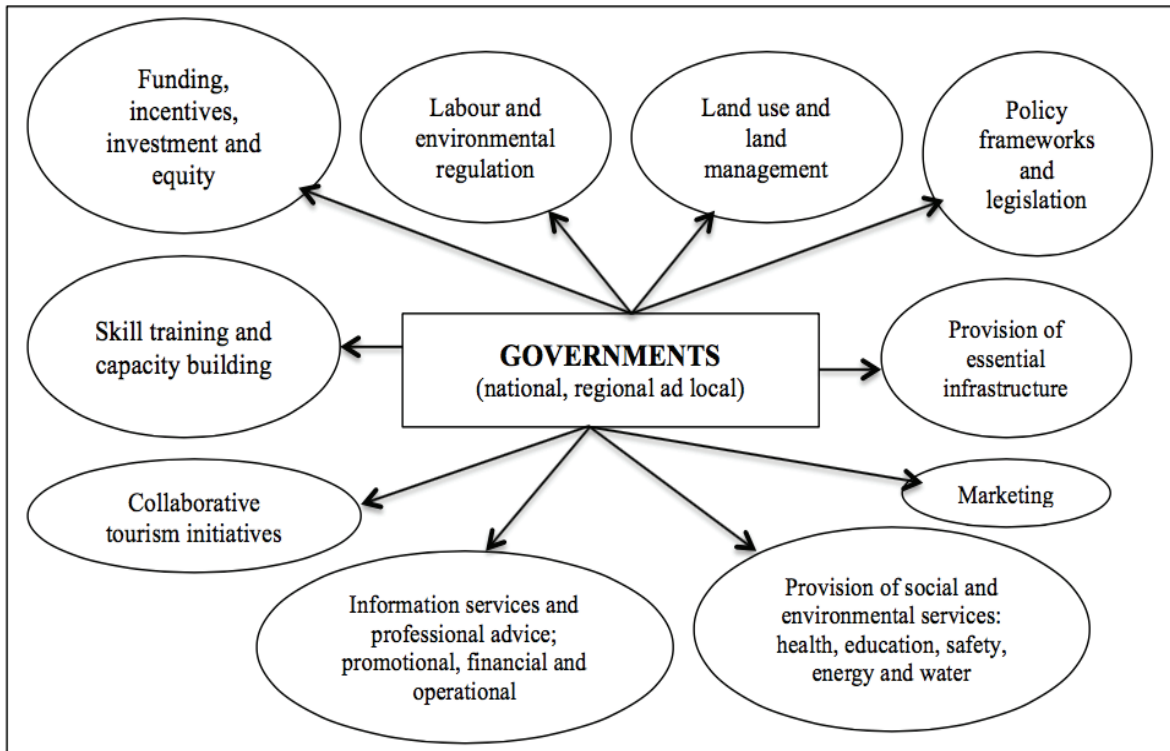 Funding,
incentives,
investment and
equity
Labour and
environmental
regulation
Land use and
land
management
Policy
frameworks
and
legislation
Skill training and
capacity building
GOVERNMENTS
(national, regional ad local)
Provision of
essential
infrastructure
Collaborative
tourism initiatives
Marketing
Information services and
professional advice;
promotional, financial and
operational
Provision of social and
environmental services:
health, education, safety,
energy and water